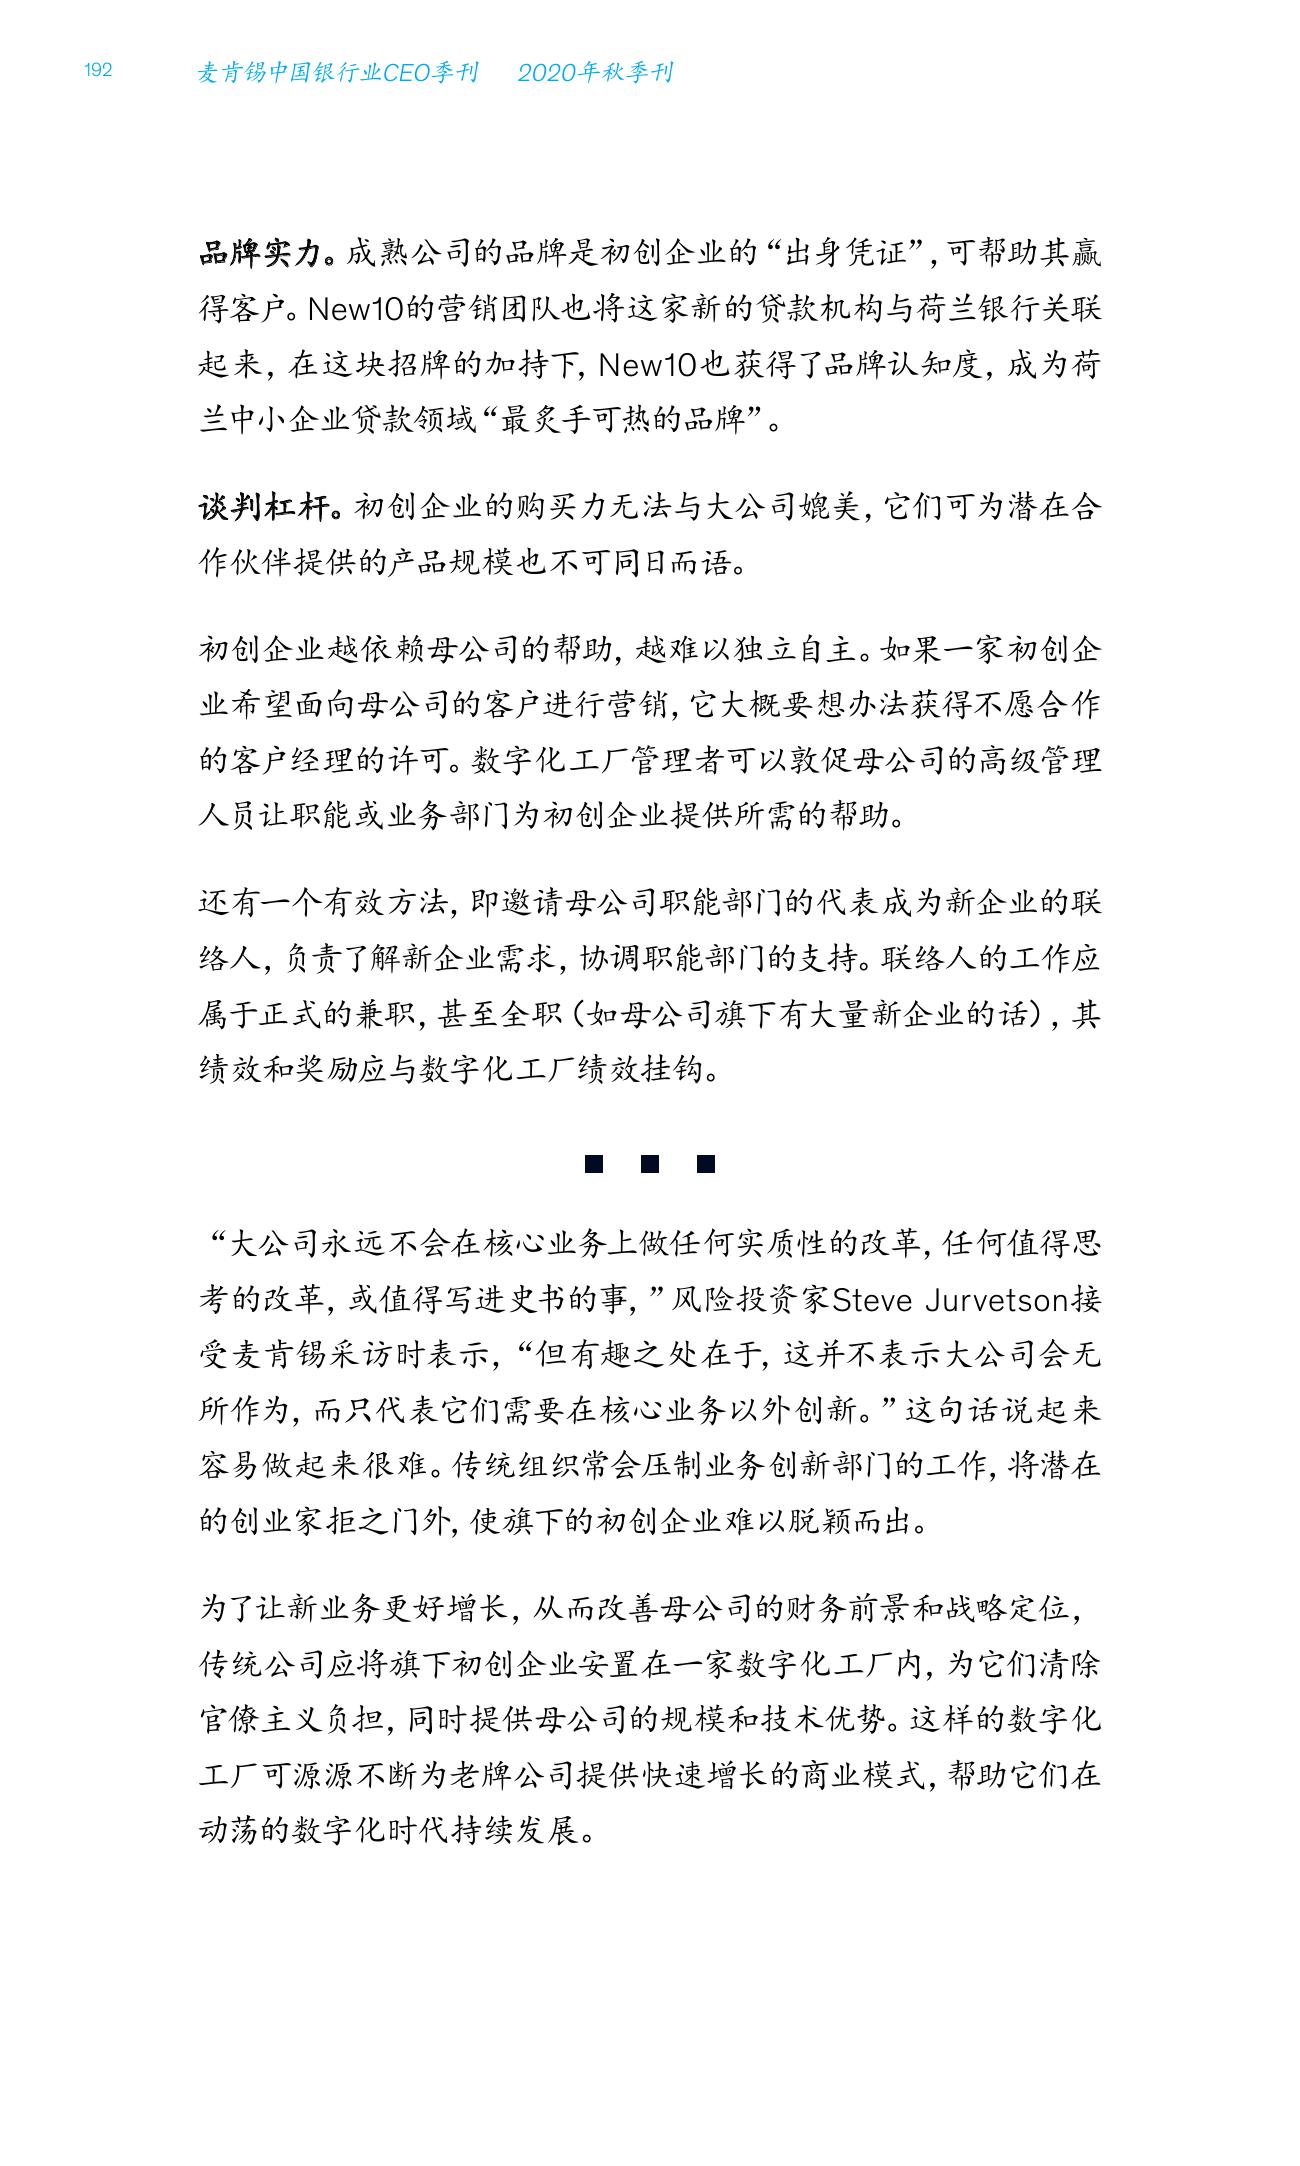 192
麦肯锡中国银行业CEO季刊 2020年秋季刊
品牌实力。成熟公司的品牌是初创企业的“出身凭证”，可帮助其赢
得客户。New10的营销团队也将这家新的贷款机构与荷兰银行关联
起来，在这块招牌的加持下，New10也获得了品牌认知度，成为荷
兰中小企业贷款领域“最炙手可热的品牌”。
谈判杠杆。初创企业的购买力无法与大公司媲美，它们可为潜在合
作伙伴提供的产品规模也不可同日而语。
初创企业越依赖母公司的帮助，越难以独立自主。如果一家初创企
业希望面向母公司的客户进行营销，它大概要想办法获得不愿合作
的客户经理的许可。数字化工厂管理者可以敦促母公司的高级管理
人员让职能或业务部门为初创企业提供所需的帮助。
还有一个有效方法，即邀请母公司职能部门的代表成为新企业的联
络人，负责了解新企业需求，协调职能部门的支持。联络人的工作应
属于正式的兼职，甚至全职（如母公司旗下有大量新企业的话），其
绩效和奖励应与数字化工厂绩效挂钩。
■ ■ ■
“大公司永远不会在核心业务上做任何实质性的改革，任何值得思
考的改革，或值得写进史书的事，”风险投资家Steve Jurvetson接
受麦肯锡采访时表示，“但有趣之处在于，这并不表示大公司会无
所作为，而只代表它们需要在核心业务以外创新。”这句话说起来
容易做起来很难。传统组织常会压制业务创新部门的工作，将潜在
的创业家拒之门外，使旗下的初创企业难以脱颖而出。
为了让新业务更好增长，从而改善母公司的财务前景和战略定位，
传统公司应将旗下初创企业安置在一家数字化工厂内，为它们清除
官僚主义负担，同时提供母公司的规模和技术优势。这样的数字化
工厂可源源不断为老牌公司提供快速增长的商业模式，帮助它们在
动荡的数字化时代持续发展。